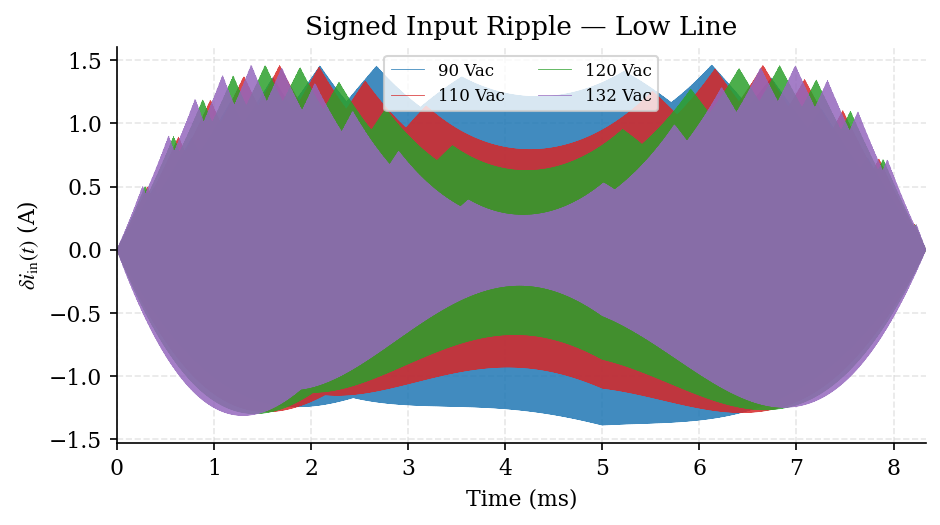 Signed Input Ripple — Low Line
90 Vac
110 Vac
120 Vac
132 Vac
δi_in(t) (A)
1.5
1.0
0.5
0.0
−0.5
−1.0
−1.5
0 1 2 3 4 5 6 7 8
Time (ms)